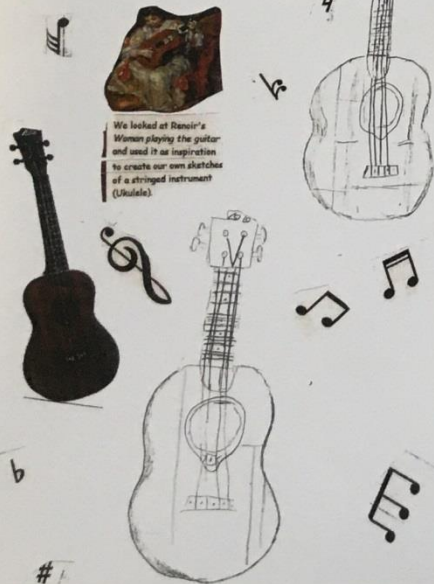 We looked at Renoir's
Woman playing the guitar
and used it as inspiration
to create our own sketches
of a stringed instrument
(Ukulele).